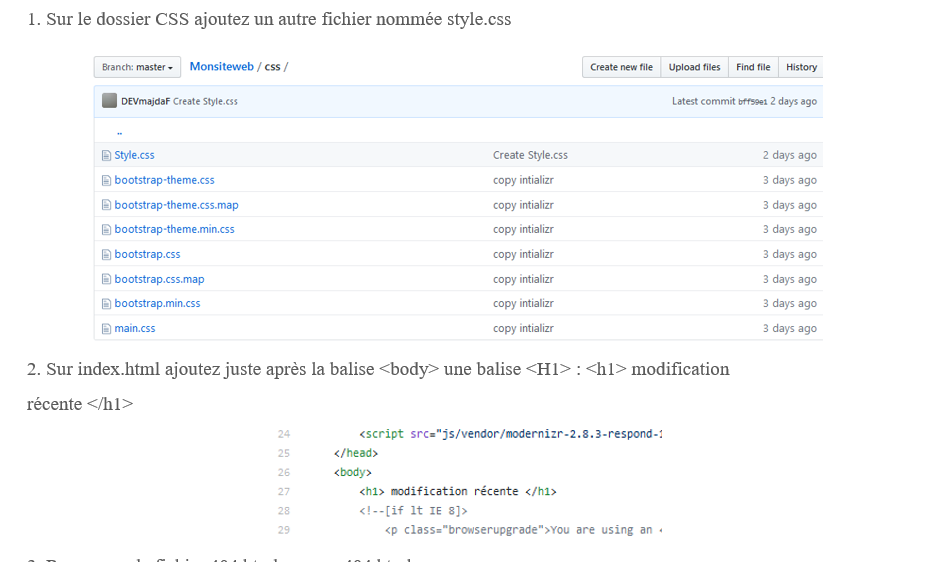 1. Sur le dossier CSS ajoutez un autre fichier nommée style.css
Branch: master Monsiteweb / css / Create new file Upload files Find file History
DEVmajdaF Create Style.css Latest commit bff59e1 2 days ago
..
Style.css Create Style.css 2 days ago
bootstrap-theme.css copy intializr 3 days ago
bootstrap-theme.css.map copy intializr 3 days ago
bootstrap-theme.min.css copy intializr 3 days ago
bootstrap.css copy intializr 3 days ago
bootstrap.css.map copy intializr 3 days ago
bootstrap.min.css copy intializr 3 days ago
main.css copy intializr 3 days ago
2. Sur index.html ajoutez juste après la balise <body> une balise <H1> : <h1> modification
récente </h1>
24 <script src="js/vendor/modernizr-2.8.3-respond-1
25 </head>
26 <body>
27 <h1> modification récente </h1>
28 <!--[if lt IE 8]>
29 <p class="browserupgrade">You are using an